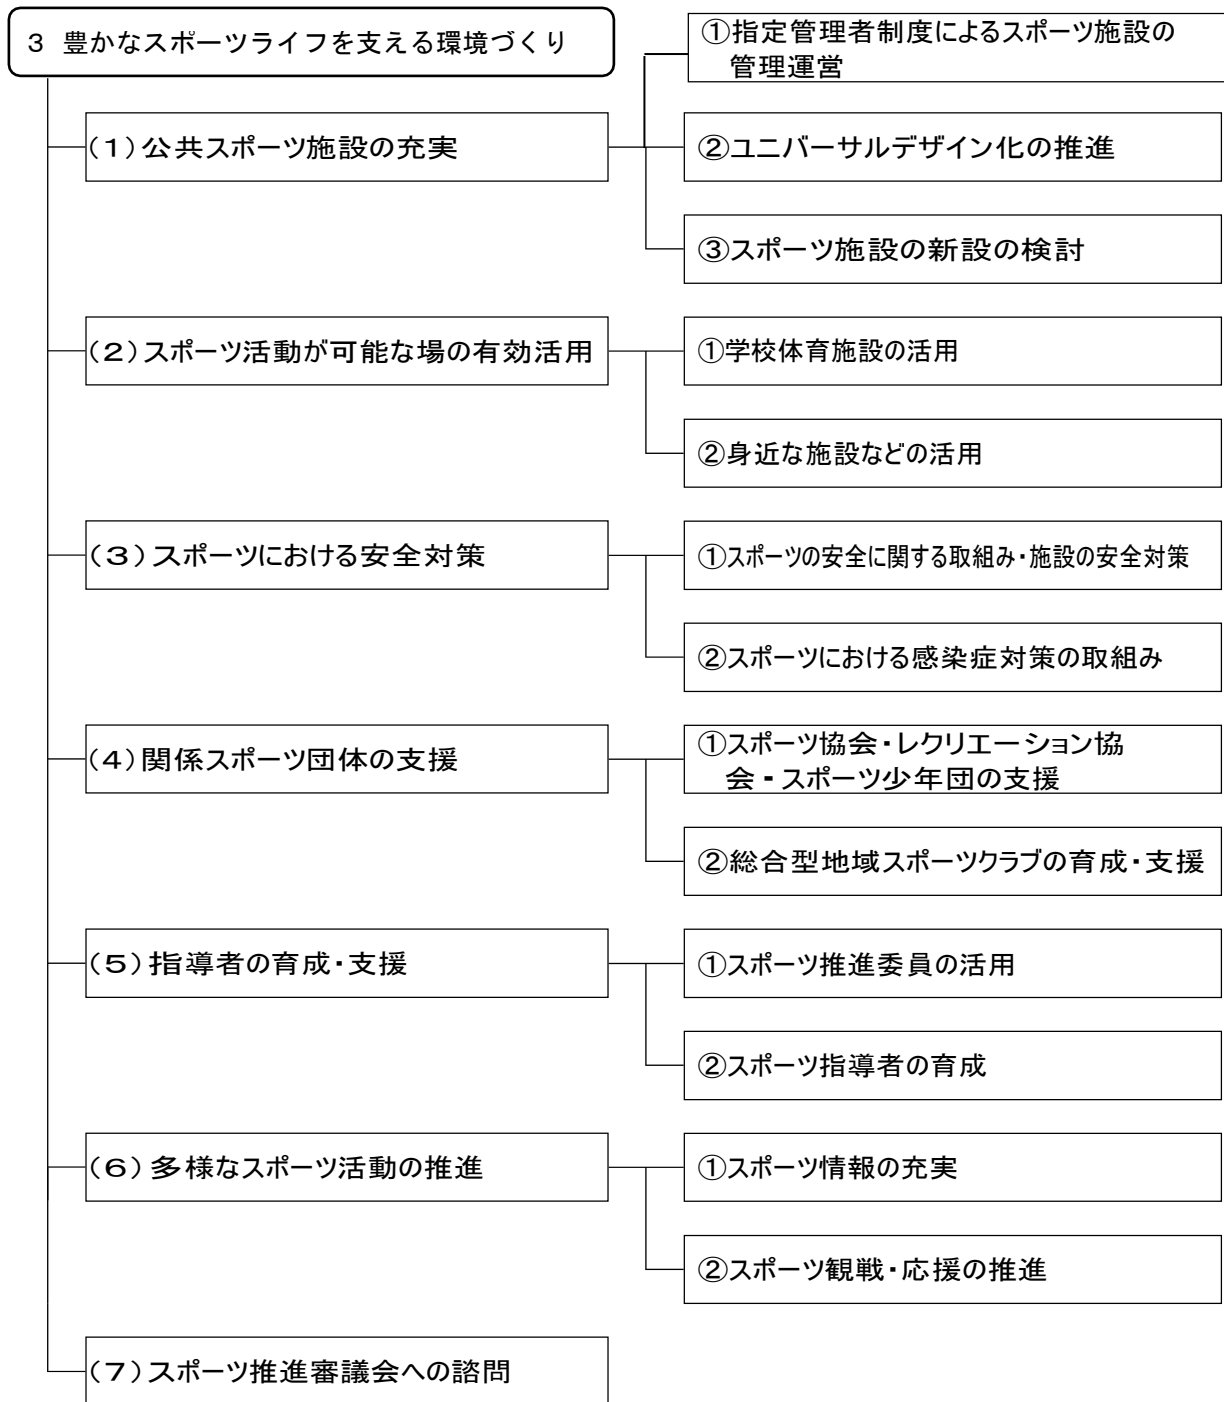 3 豊かなスポーツライフを支える環境づくり
(1)公共スポーツ施設の充実
①指定管理者制度によるスポーツ施設の
管理運営
②ユニバーサルデザイン化の推進
③スポーツ施設の新設の検討
(2)スポーツ活動が可能な場の有効活用
①学校体育施設の活用
②身近な施設などの活用
(3)スポーツにおける安全対策
①スポーツの安全に関する取組み・施設の安全対策
②スポーツにおける感染症対策の取組み
(4)関係スポーツ団体の支援
①スポーツ協会・レクリエーション協
会・スポーツ少年団の支援
②総合型地域スポーツクラブの育成・支援
(5)指導者の育成・支援
①スポーツ推進委員の活用
②スポーツ指導者の育成
(6)多様なスポーツ活動の推進
①スポーツ情報の充実
②スポーツ観戦・応援の推進
(7)スポーツ推進審議会への諮問